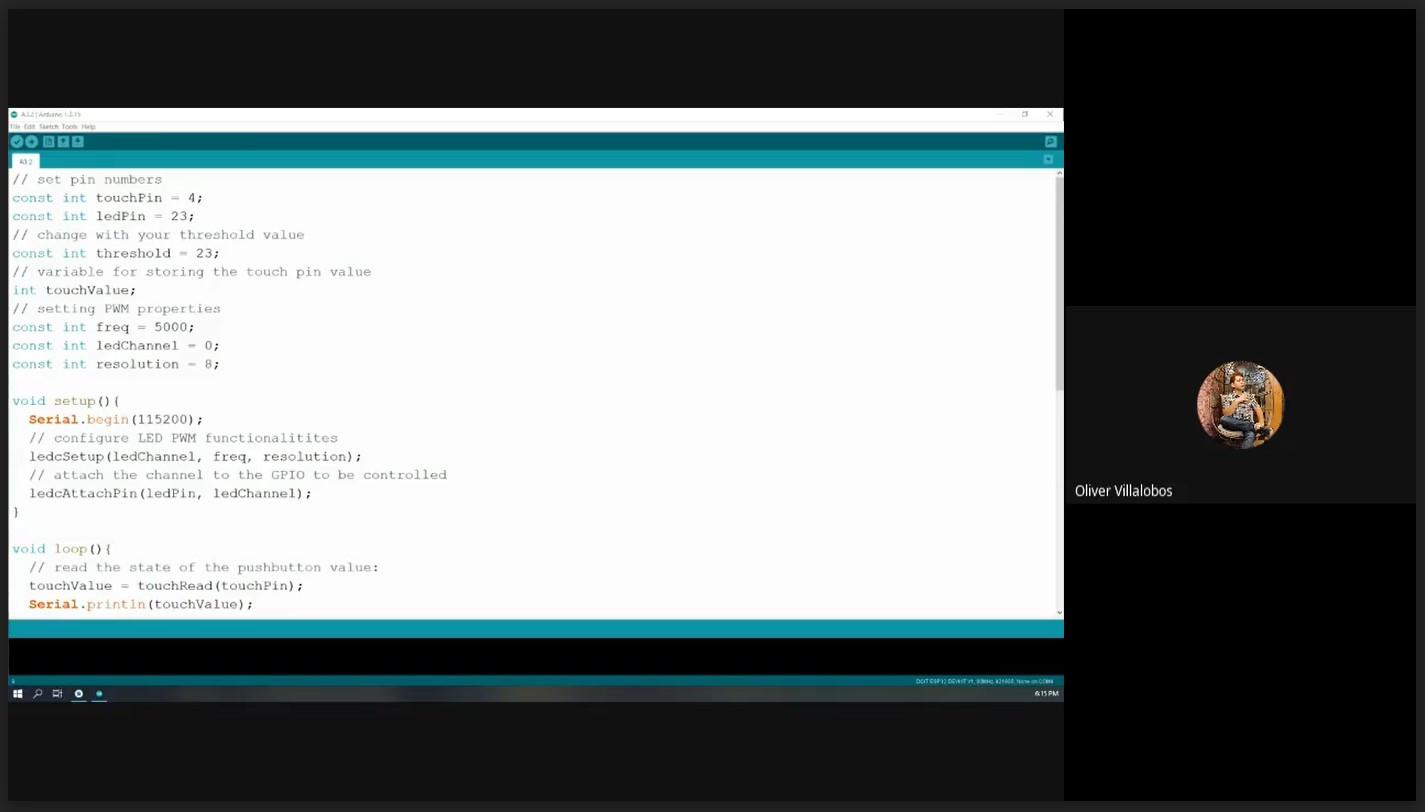 A3.2 | Arduino 1.8.15
File Edit Sketch Tools Help
A3.2
// set pin numbers
const int touchPin = 4;
const int ledPin = 23;
// change with your threshold value
const int threshold = 23;
// variable for storing the touch pin value
int touchValue;
// setting PWM properties
const int freq = 5000;
const int ledChannel = 0;
const int resolution = 8;
void setup(){
Serial.begin(115200);
// configure LED PWM functionalitites
ledcSetup(ledChannel, freq, resolution);
// attach the channel to the GPIO to be controlled
ledcAttachPin(ledPin, ledChannel);
}
void loop(){
// read the state of the pushbutton value:
touchValue = touchRead(touchPin);
Serial.println(touchValue);
Oliver Villalobos
6:15 PM